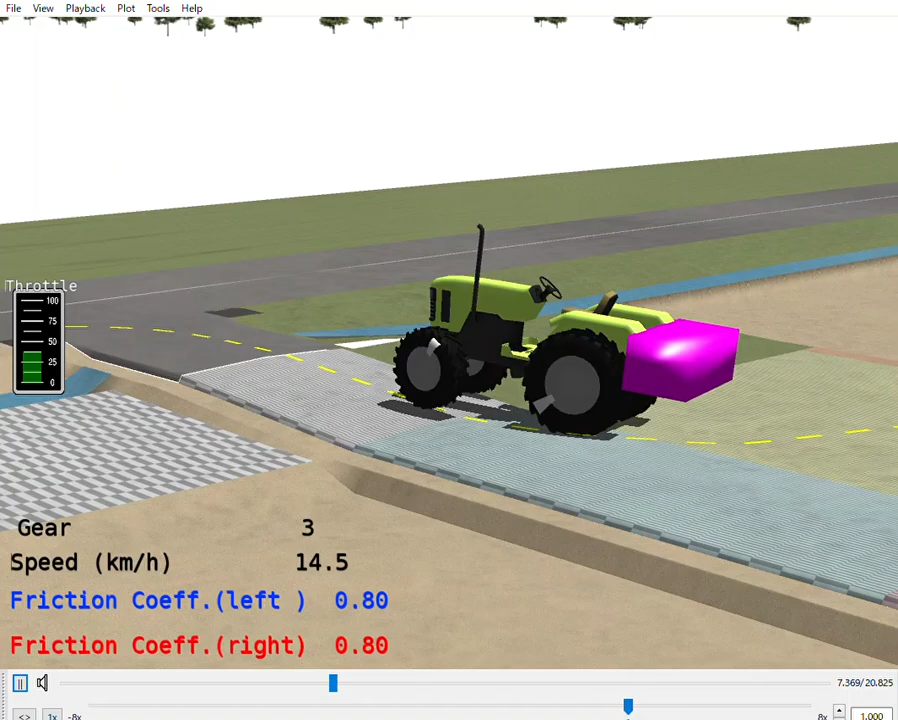 File View Playback Plot Tools Help
Throttle
100
75
50
25
0
Gear 3
Speed (km/h) 14.5
Friction Coeff.(left ) 0.80
Friction Coeff.(right) 0.80
7.369/20.825
<> 1x -8x 8x 1.000